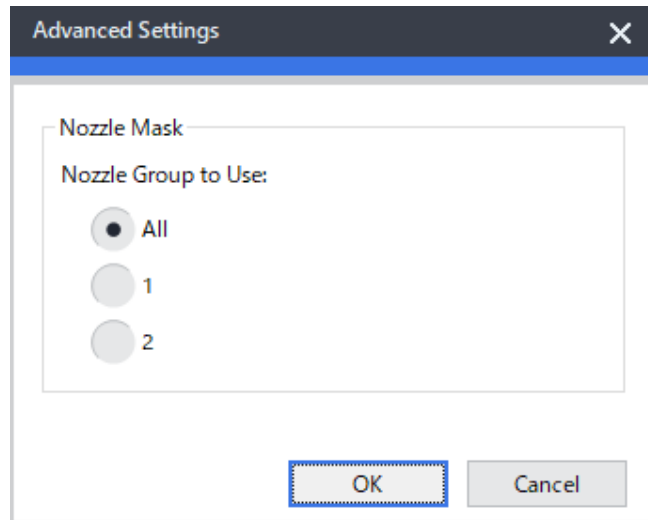 Advanced Settings
Nozzle Mask
Nozzle Group to Use:
All
1
2
OK
Cancel